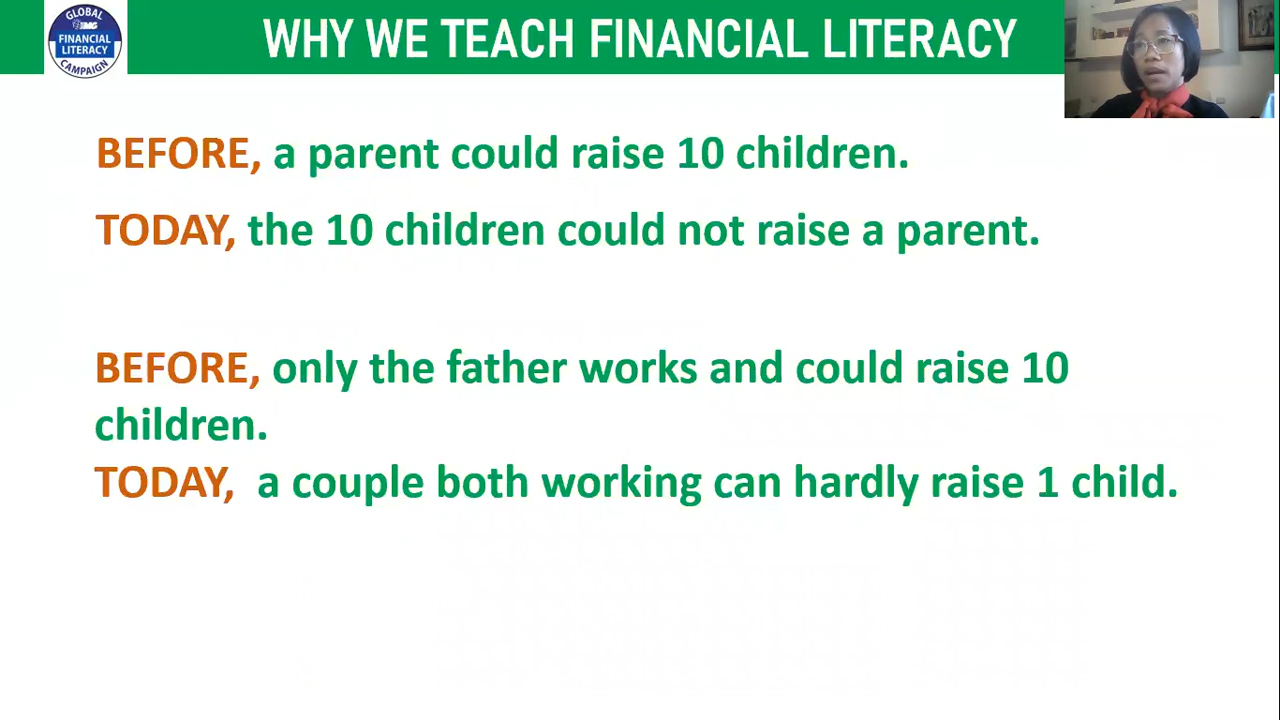 GLOBAL
IMG
FINANCIAL
LITERACY
CAMPAIGN
WHY WE TEACH FINANCIAL LITERACY
BEFORE, a parent could raise 10 children.
TODAY, the 10 children could not raise a parent.
BEFORE, only the father works and could raise 10
children.
TODAY, a couple both working can hardly raise 1 child.